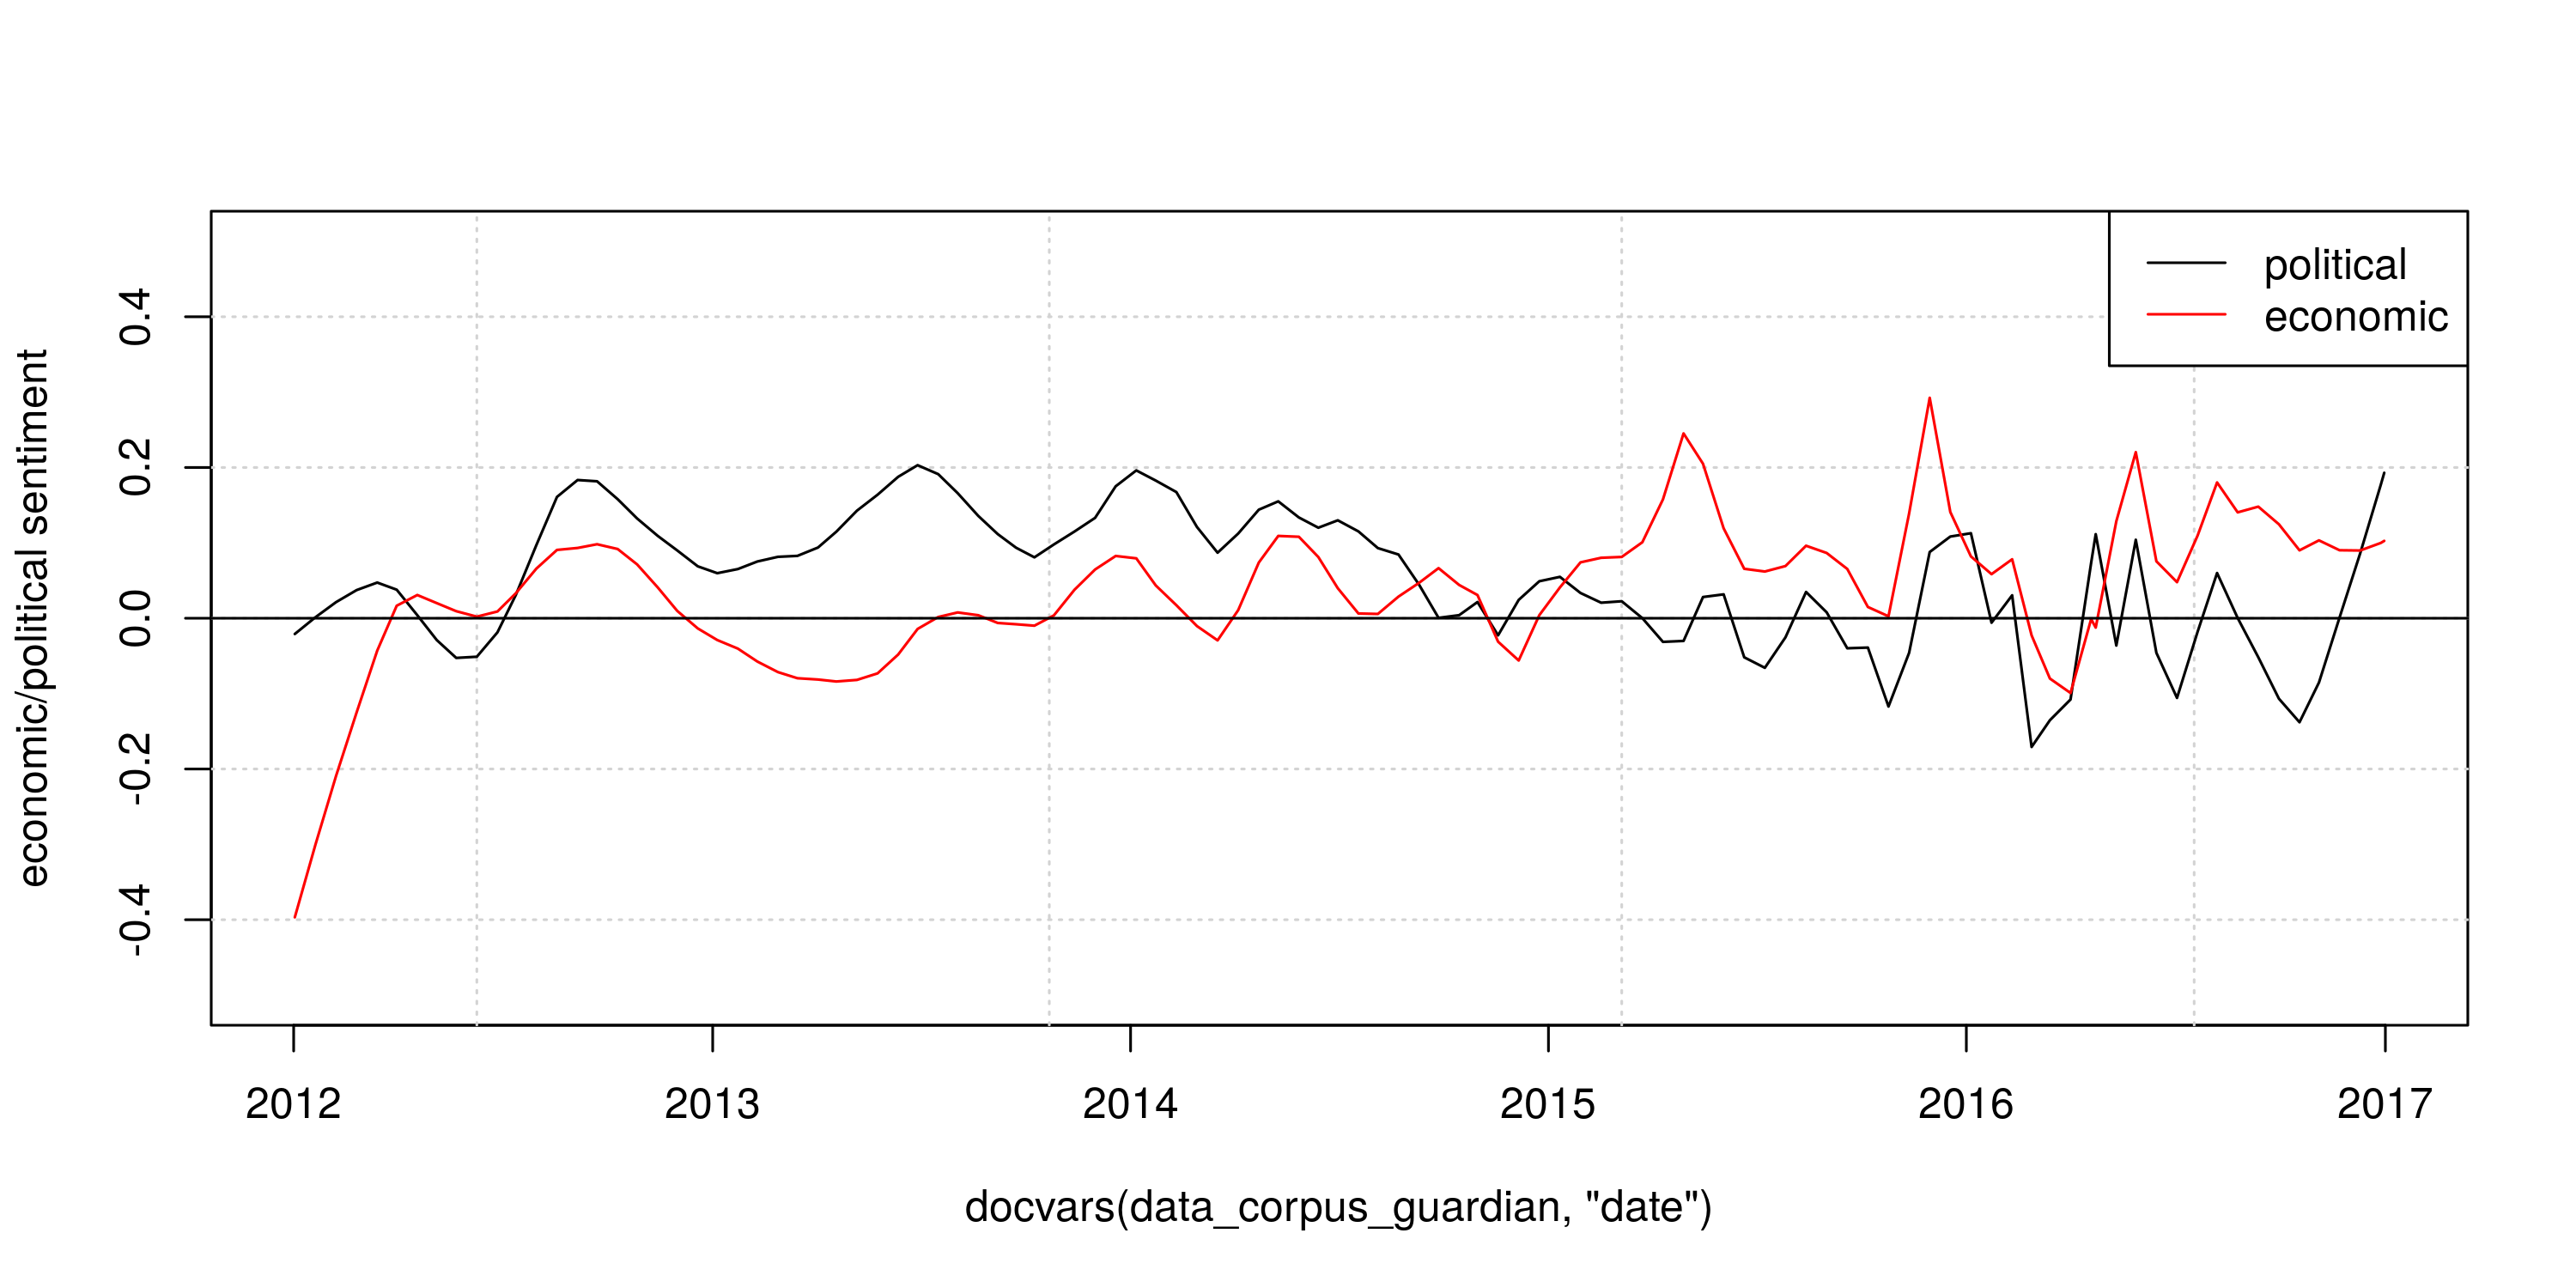 political
economic
economic/political sentiment
0.4
0.2
0.0
-0.2
-0.4
2012 2013 2014 2015 2016 2017
docvars(data_corpus_guardian, "date")